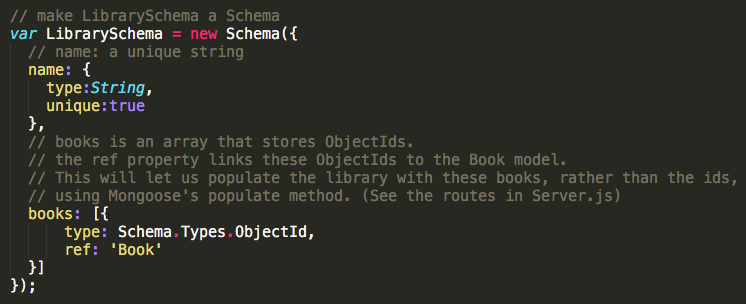 // make LibrarySchema a Schema
var LibrarySchema = new Schema({
  // name: a unique string
  name: {
    type:String,
    unique:true
  },
  // books is an array that stores ObjectIds.
  // the ref property links these ObjectIds to the Book model.
  // This will let us populate the library with these books, rather than the ids,
  // using Mongoose's populate method. (See the routes in Server.js)
  books: [{
      type: Schema.Types.ObjectId,
      ref: 'Book'
  }]
});